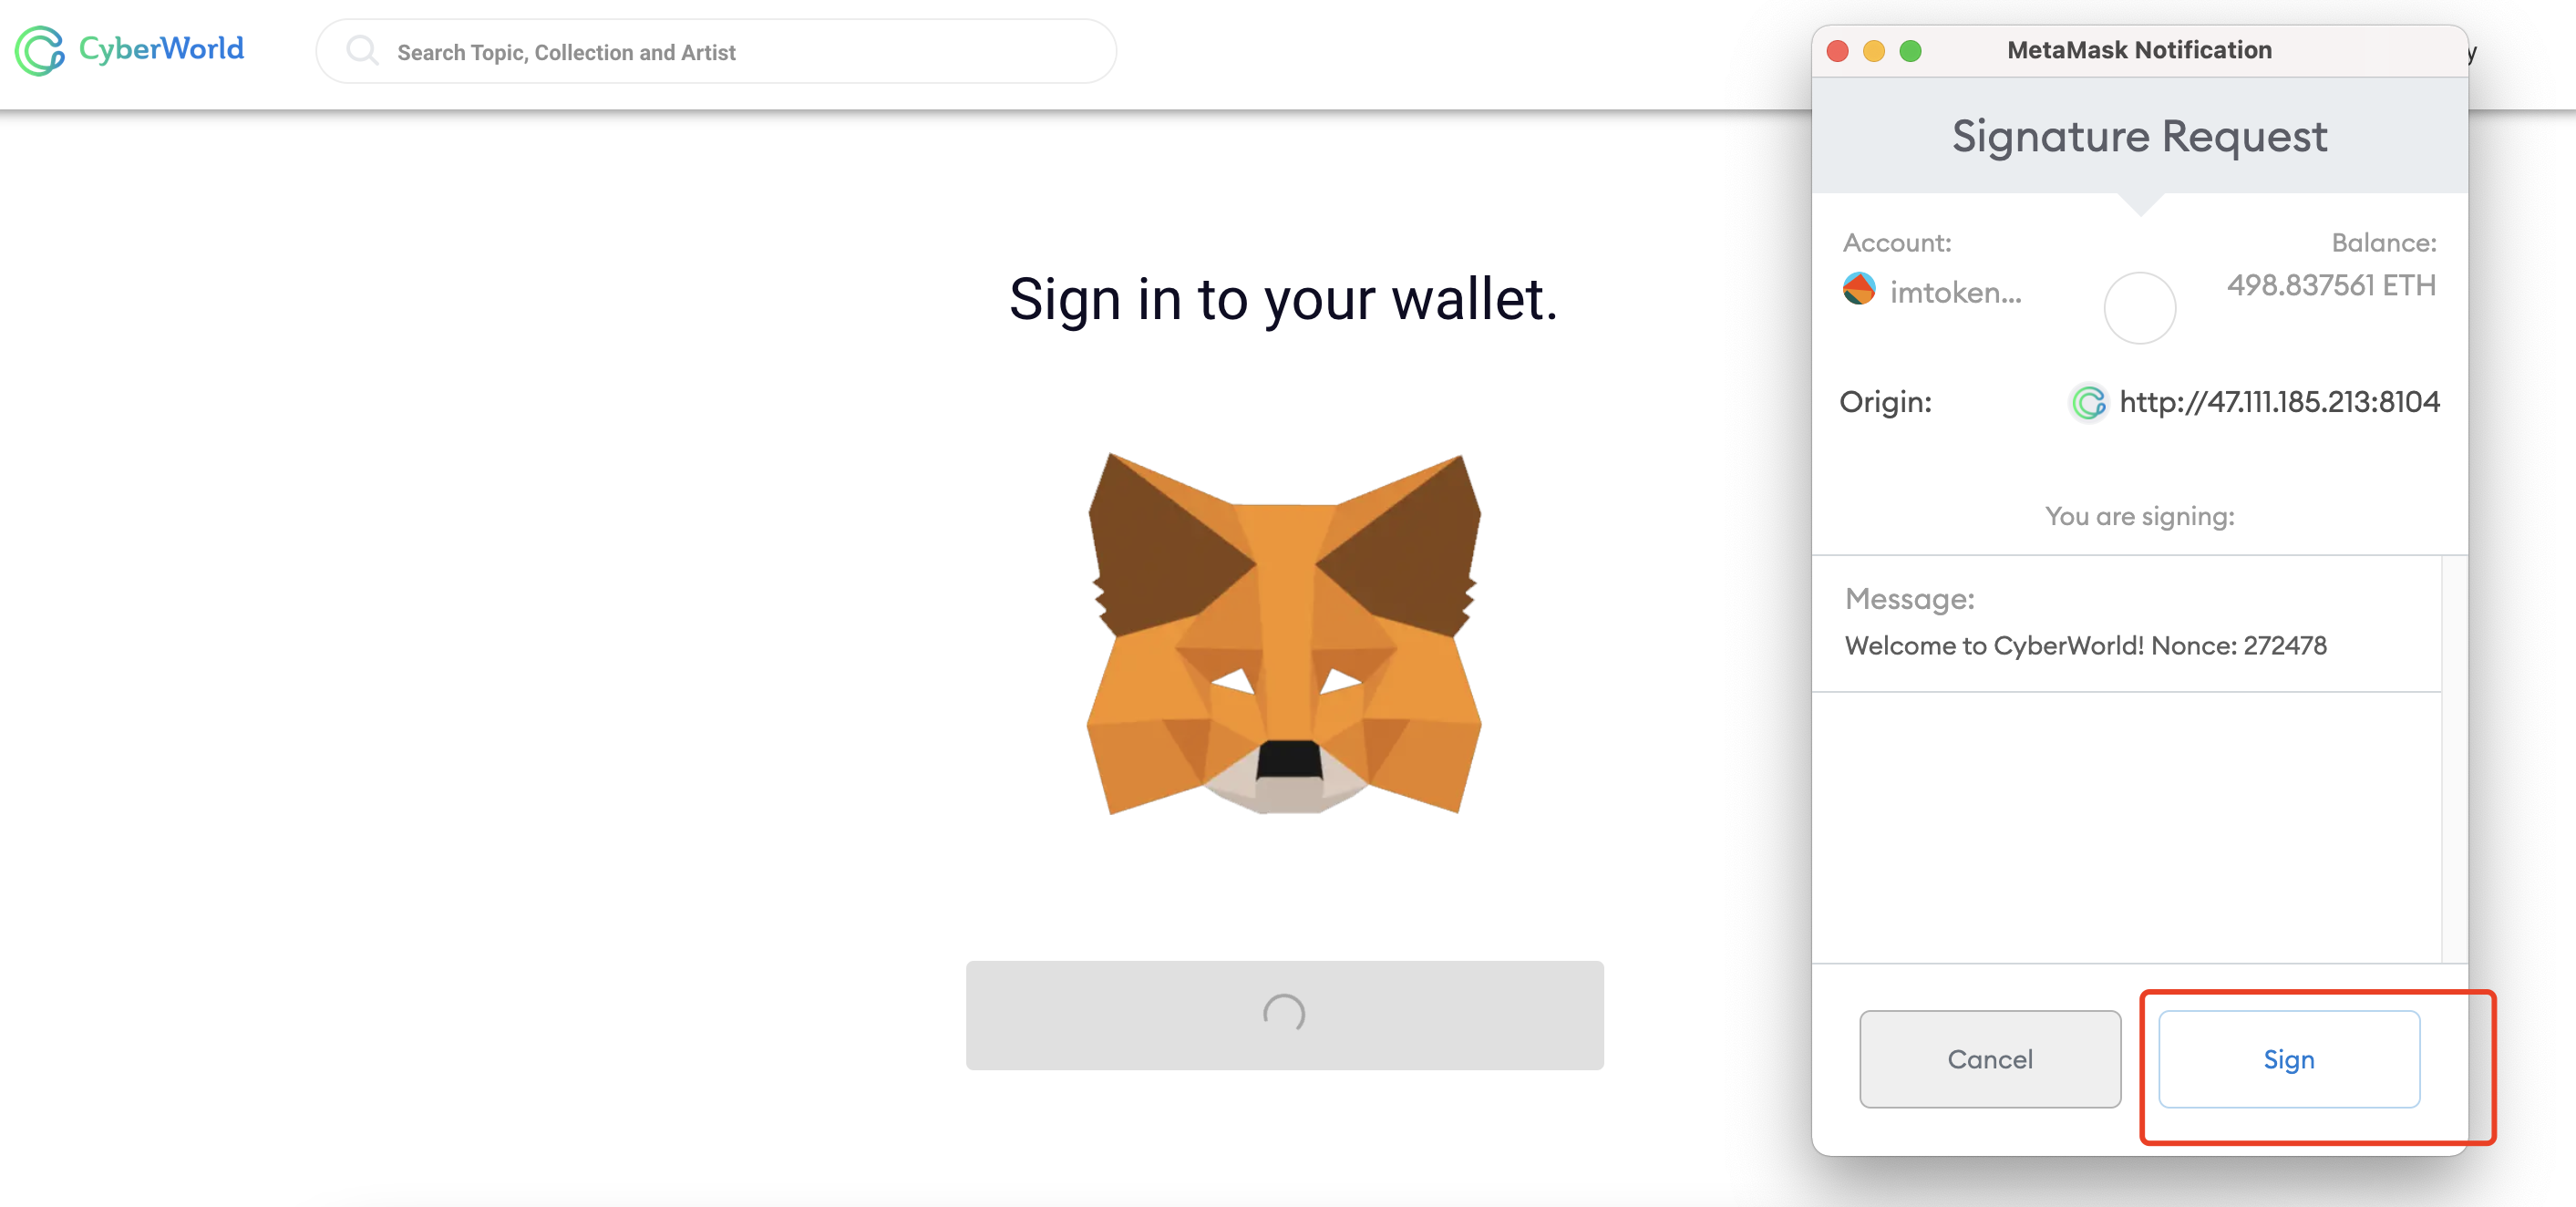 CyberWorld
Search Topic, Collection and Artist
y
Sign in to your wallet.
MetaMask Notification
Signature Request
Account:
Balance:
imtoken...
498.837561 ETH
Origin:
http://47.111.185.213:8104
You are signing:
Message:
Welcome to CyberWorld! Nonce: 272478
Cancel
Sign